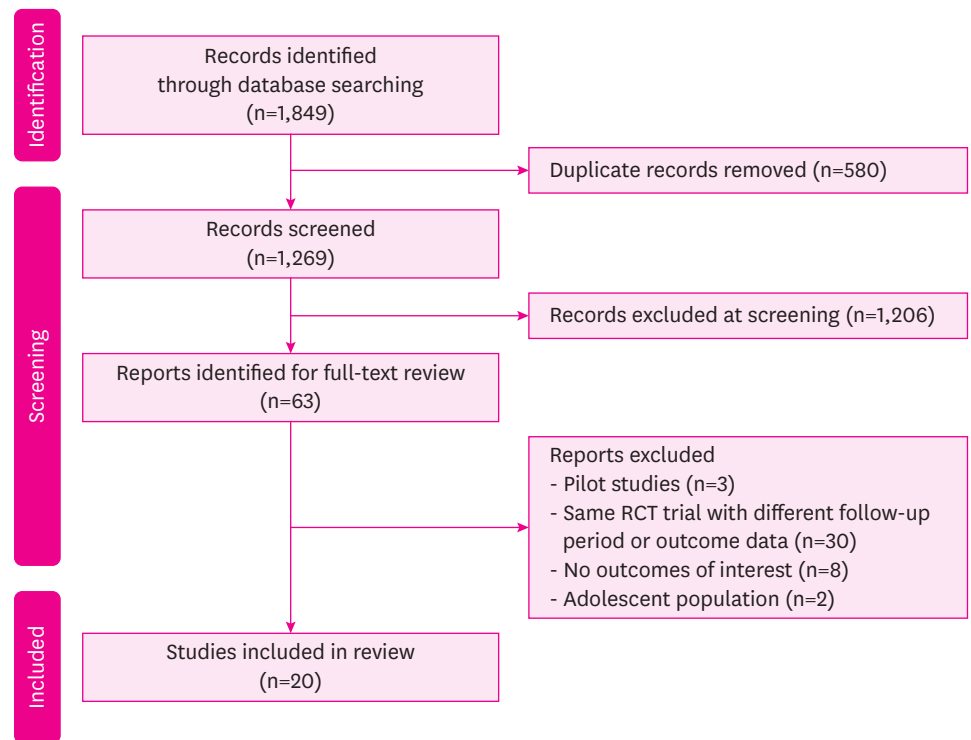 Identification
Records identified
through database searching
(n=1,849)
Duplicate records removed (n=580)
Screening
Records screened
(n=1,269)
Records excluded at screening (n=1,206)
Reports identified for full-text review
(n=63)
Reports excluded
- Pilot studies (n=3)
- Same RCT trial with different follow-up
period or outcome data (n=30)
- No outcomes of interest (n=8)
- Adolescent population (n=2)
Included
Studies included in review
(n=20)